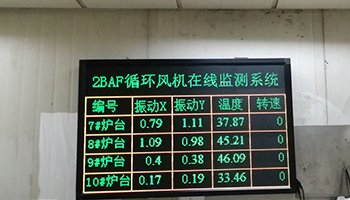 2BAF循环风机在线监测系统
编号 振动X 振动Y 温度 转速
7#炉台 0.79 1.11 37.87 0
8#炉台 1.09 0.98 45.21 0
9#炉台 0.4 0.38 46.09 0
10#炉台 0.17 0.19 33.46 0